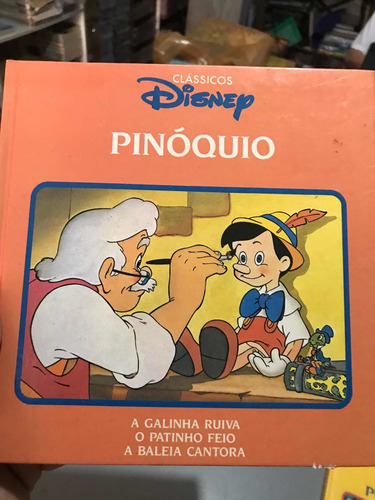 CLÁSSICOS
Disney
PINÓQUIO
A GALINHA RUIVA
O PATINHO FEIO
A BALEIA CANTORA